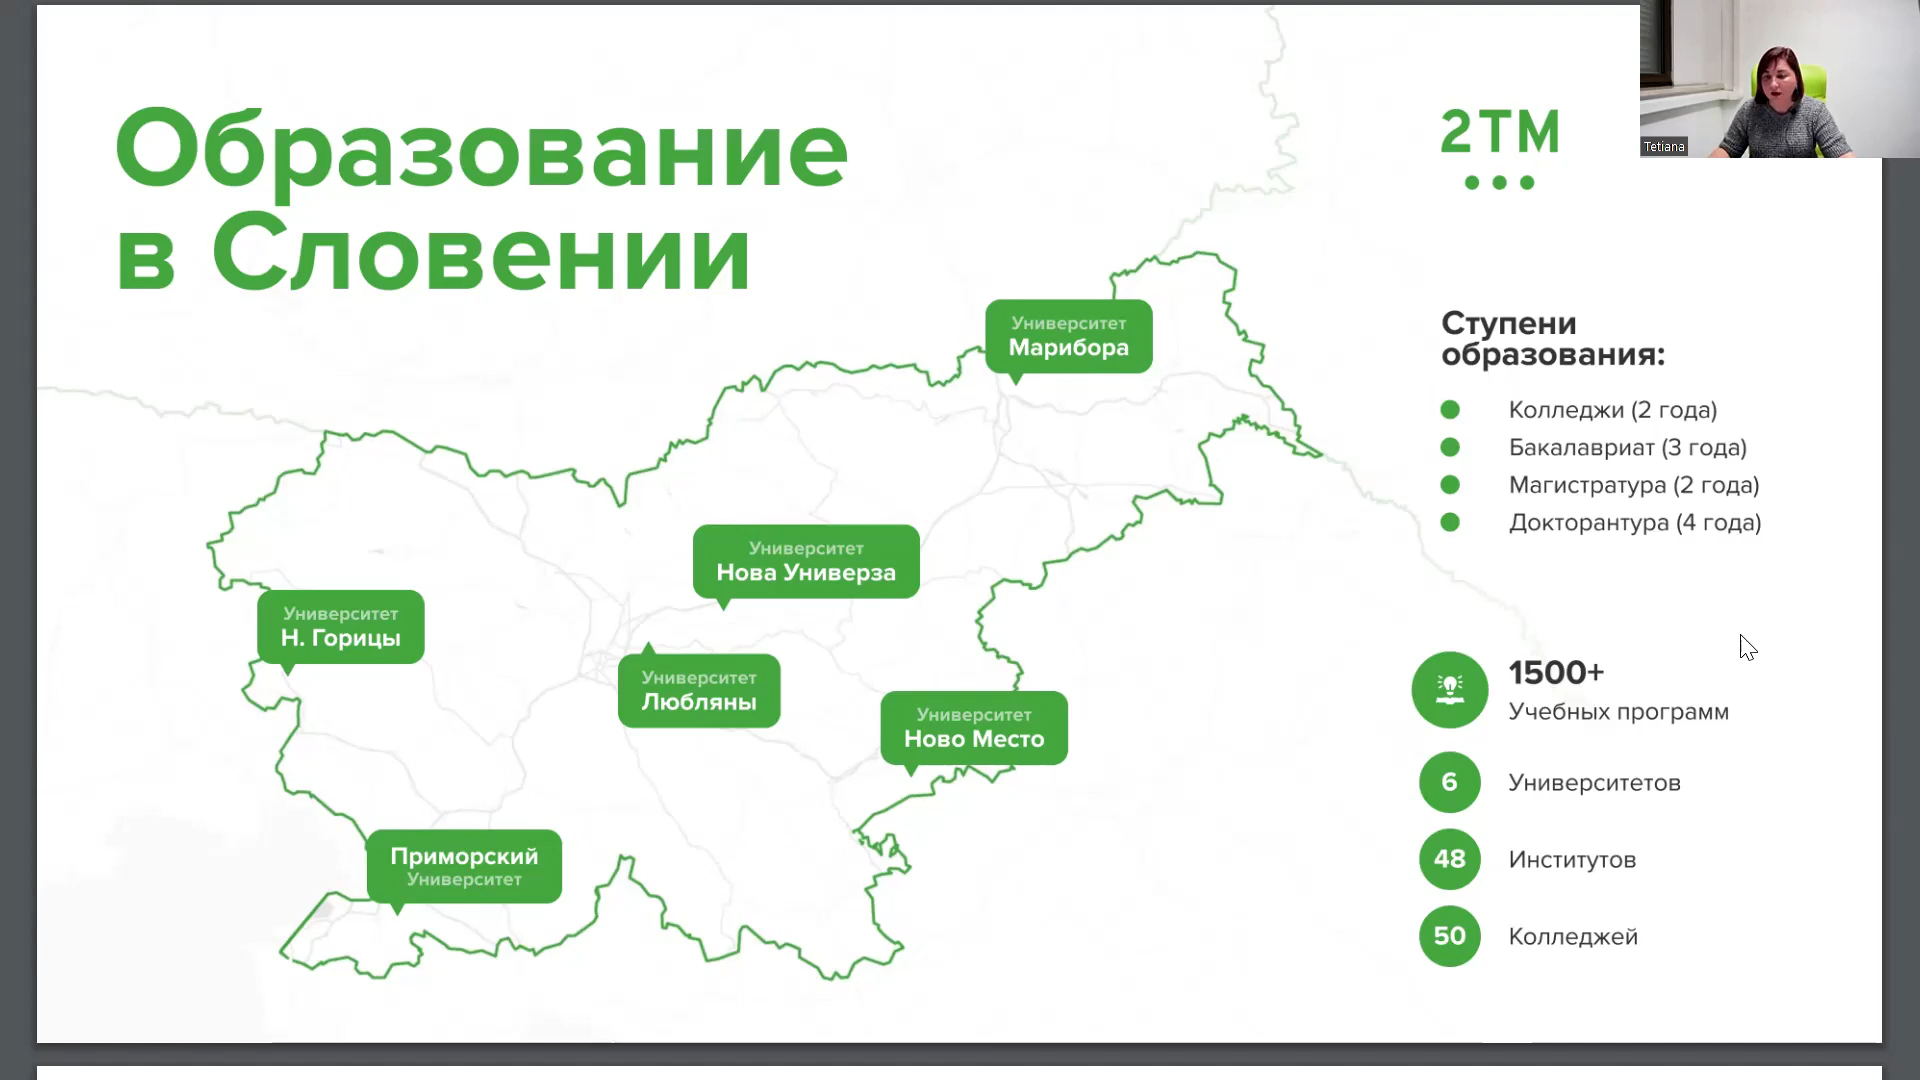 Образование
в Словении
2TM
Tetiana
Университет
Марибора
Университет
Нова Универза
Университет
Н. Горицы
Университет
Любляны
Университет
Ново Место
Приморский
Университет
Ступени
образования:
Колледжи (2 года)
Бакалавриат (3 года)
Магистратура (2 года)
Докторантура (4 года)
1500+
Учебных программ
6 Университетов
48 Институтов
50 Колледжей